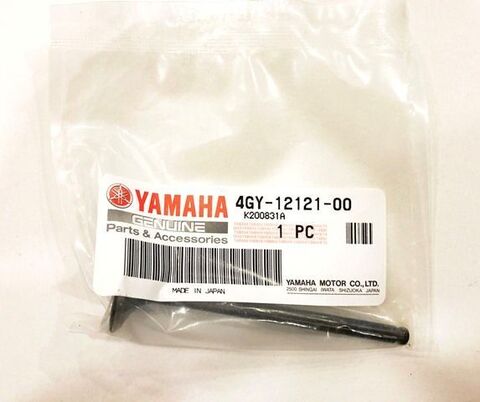 YAMAHA
GENUINE
Parts & Accessories
4GY-12121-00
K200831A
1 PC
MADE IN JAPAN
YAMAHA MOTOR CO.,LTD.
2500 SHINGAI IWATA SHIZUOKA JAPAN